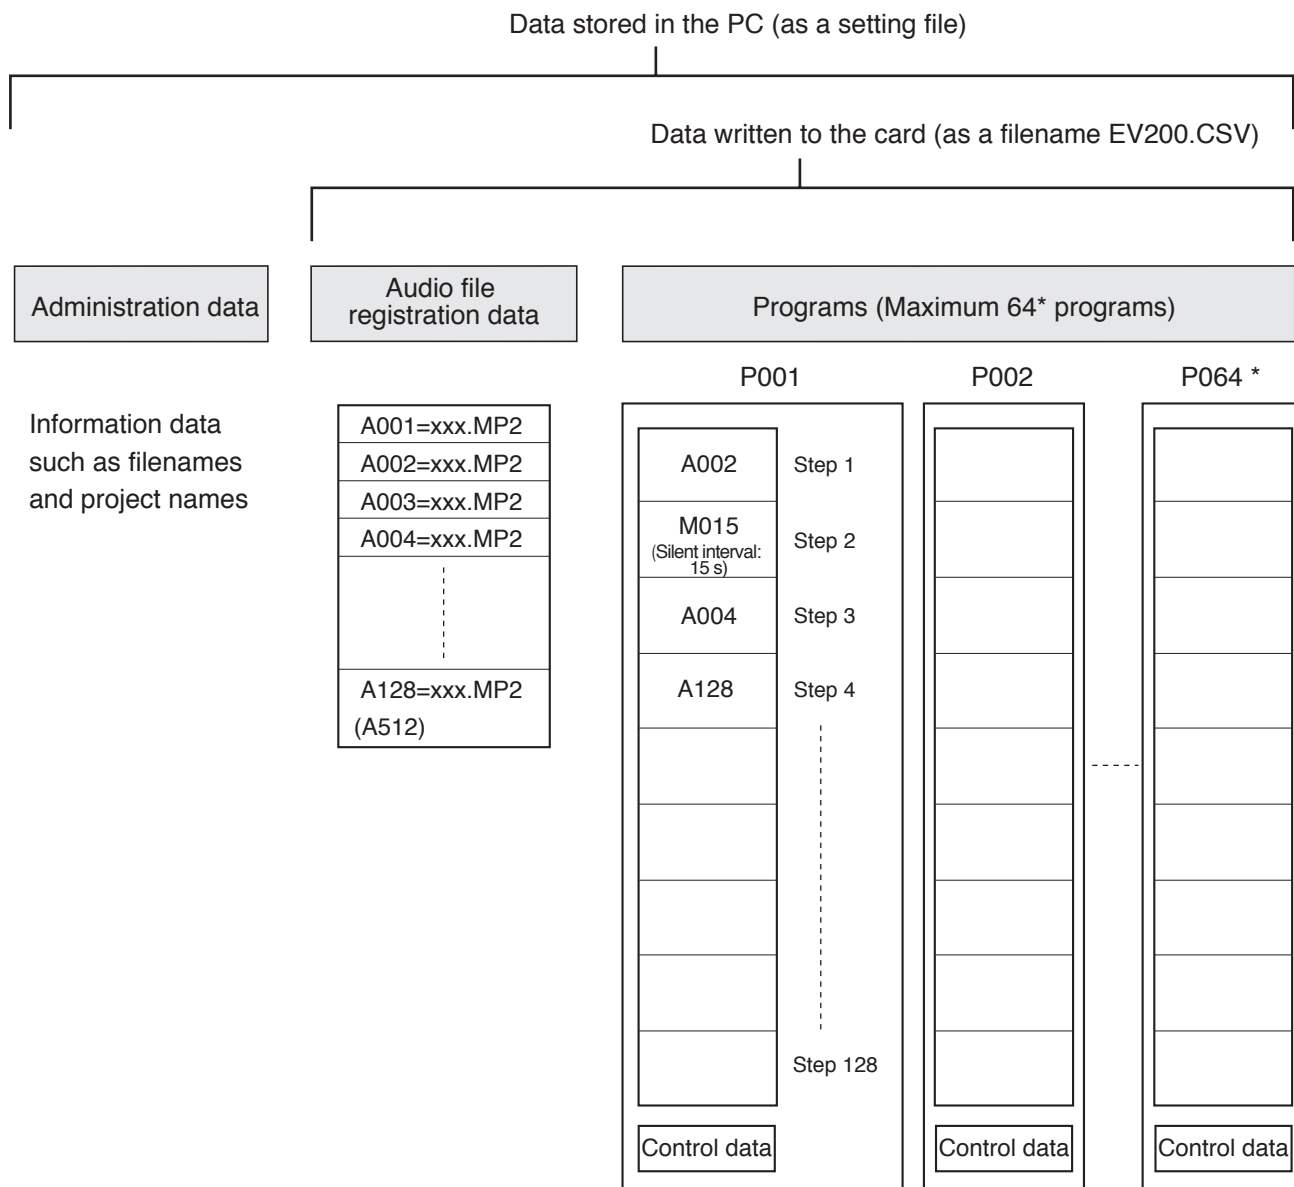 Data stored in the PC (as a setting file)
Data written to the card (as a filename EV200.CSV)
Administration data
Audio file
registration data
Programs (Maximum 64* programs)
Information data
such as filenames
and project names
A001=xxx.MP2
A002=xxx.MP2
A003=xxx.MP2
A004=xxx.MP2
A128=xxx.MP2
(A512)
P001
P002
P064 *
A002
Step 1
M015
(Silent interval:
15 s)
Step 2
A004
Step 3
A128
Step 4
Step 128
Control data
Control data
Control data